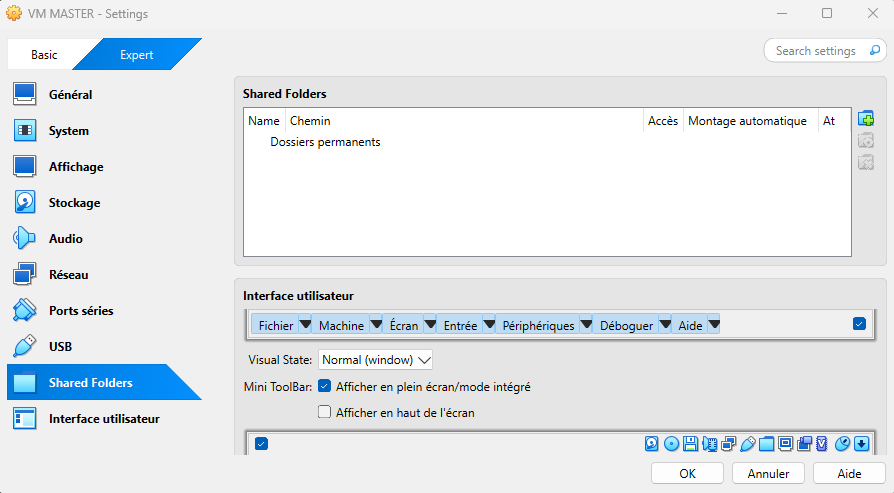 VM MASTER - Settings
Basic
Expert
Search settings
Général
System
Affichage
Stockage
Audio
Réseau
Ports séries
USB
Shared Folders
Interface utilisateur
Shared Folders
Name Chemin Accès Montage automatique At
Dossiers permanents
Interface utilisateur
Fichier Machine Écran Entrée Périphériques Déboguer Aide
Visual State: Normal (window)
Mini ToolBar: Afficher en plein écran/mode intégré
Afficher en haut de l'écran
OK Annuler Aide